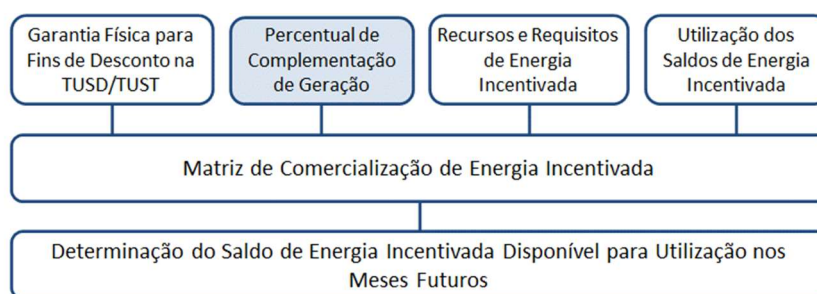 Garantia Física para
Fins de Desconto na
TUSD/TUST
Percentual de
Complementação
de Geração
Recursos e Requisitos
de Energia
Incentivada
Utilização dos
Saldos de Energia
Incentivada
Matriz de Comercialização de Energia Incentivada
Determinação do Saldo de Energia Incentivada Disponível para Utilização nos
Meses Futuros